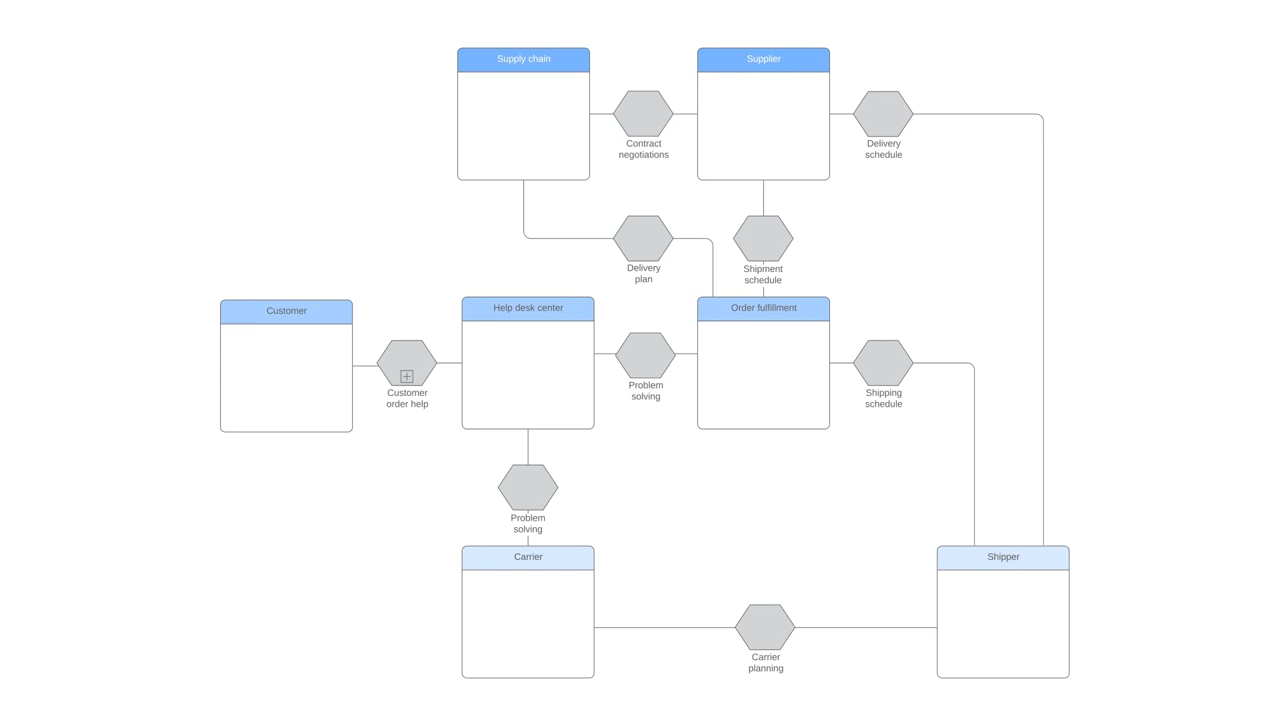 Supply chain
Supplier
Contract
negotiations
Delivery
schedule
Delivery
plan
Shipment
schedule
Customer
Help desk center
Order fulfillment
Customer
order help
Problem
solving
Shipping
schedule
Problem
solving
Carrier
Shipper
Carrier
planning